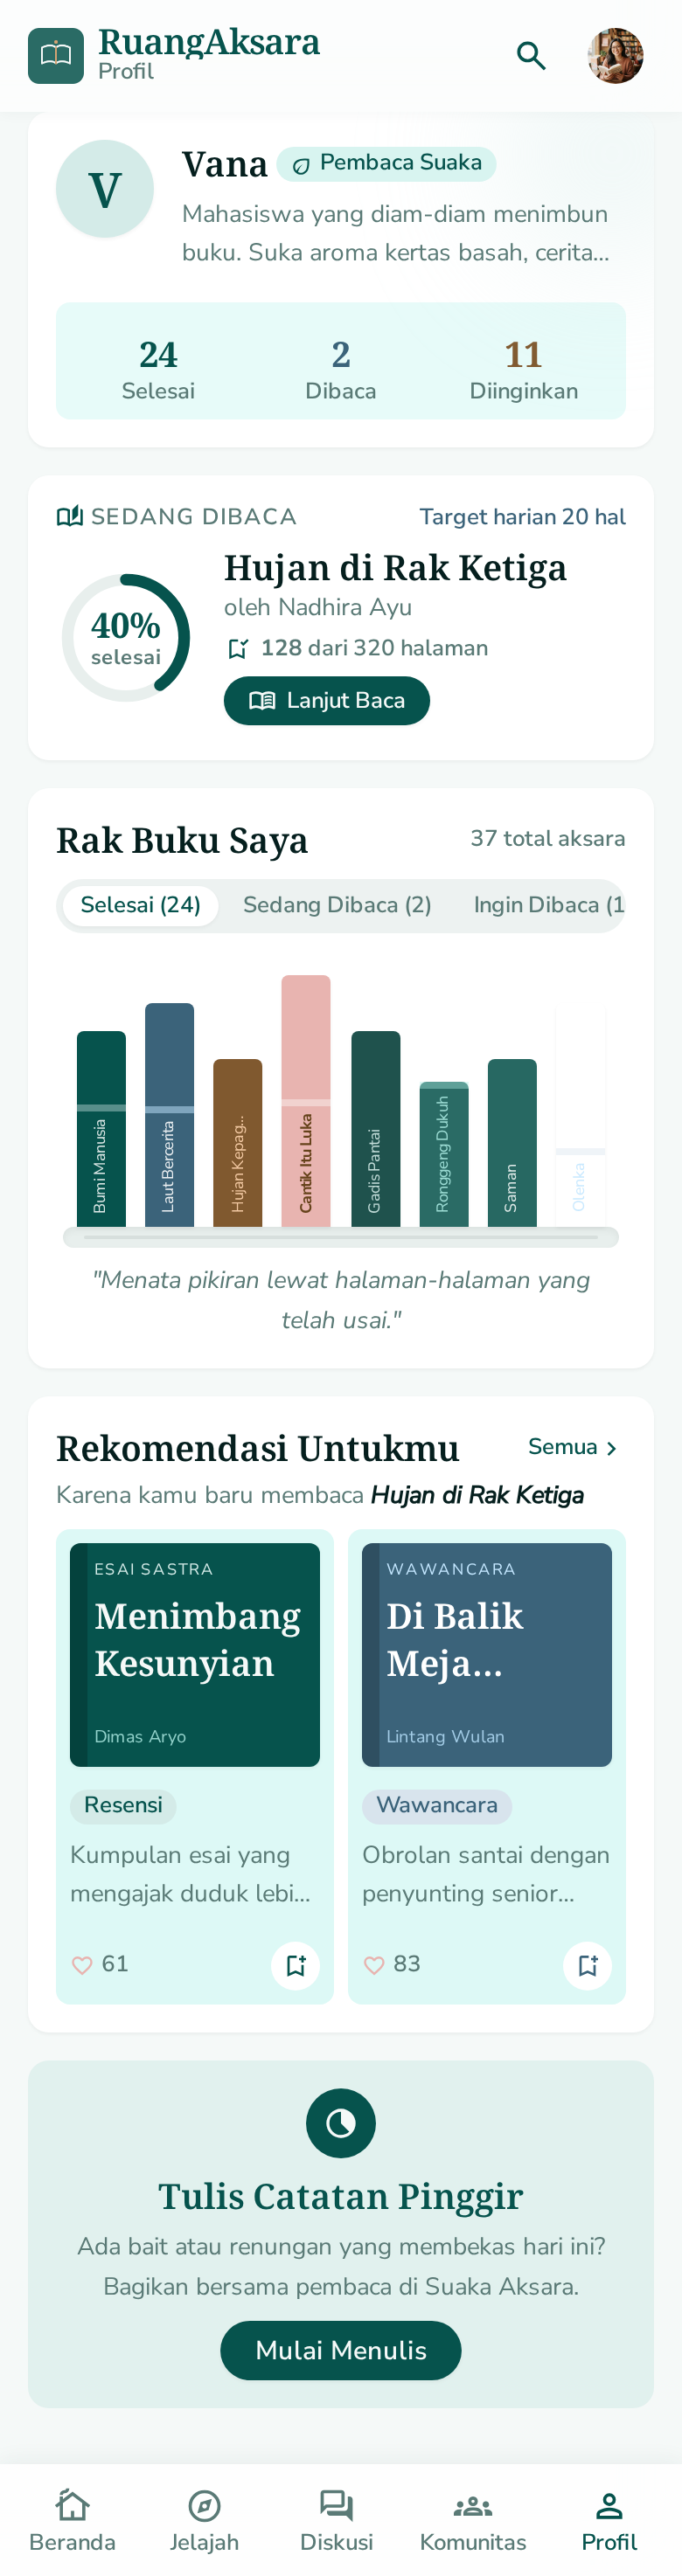 RuangAksara
Profil
V
Vana
Pembaca Suaka
Mahasiswa yang diam-diam menimbun
buku. Suka aroma kertas basah, cerita...
24
Selesai
2
Dibaca
11
Diinginkan
SEDANG DIBACA
Target harian 20 hal
40%
selesai
Hujan di Rak Ketiga
oleh Nadhira Ayu
128 dari 320 halaman
Lanjut Baca
Rak Buku Saya
37 total aksara
Selesai (24)
Sedang Dibaca (2)
Ingin Dibaca (1
Bumi Manusia
Laut Bercerita
Hujan Kepag...
Cantik Itu Luka
Gadis Pantai
Ronggeng Dukuh
Saman
Olenka
"Menata pikiran lewat halaman-halaman yang
telah usai."
Rekomendasi Untukmu
Semua
Karena kamu baru membaca Hujan di Rak Ketiga
ESAI SASTRA
Menimbang
Kesunyian
Dimas Aryo
Resensi
Kumpulan esai yang
mengajak duduk lebi...
61
WAWANCARA
Di Balik
Meja...
Lintang Wulan
Wawancara
Obrolan santai dengan
penyunting senior...
83
Tulis Catatan Pinggir
Ada bait atau renungan yang membekas hari ini?
Bagikan bersama pembaca di Suaka Aksara.
Mulai Menulis
Beranda
Jelajah
Diskusi
Komunitas
Profil